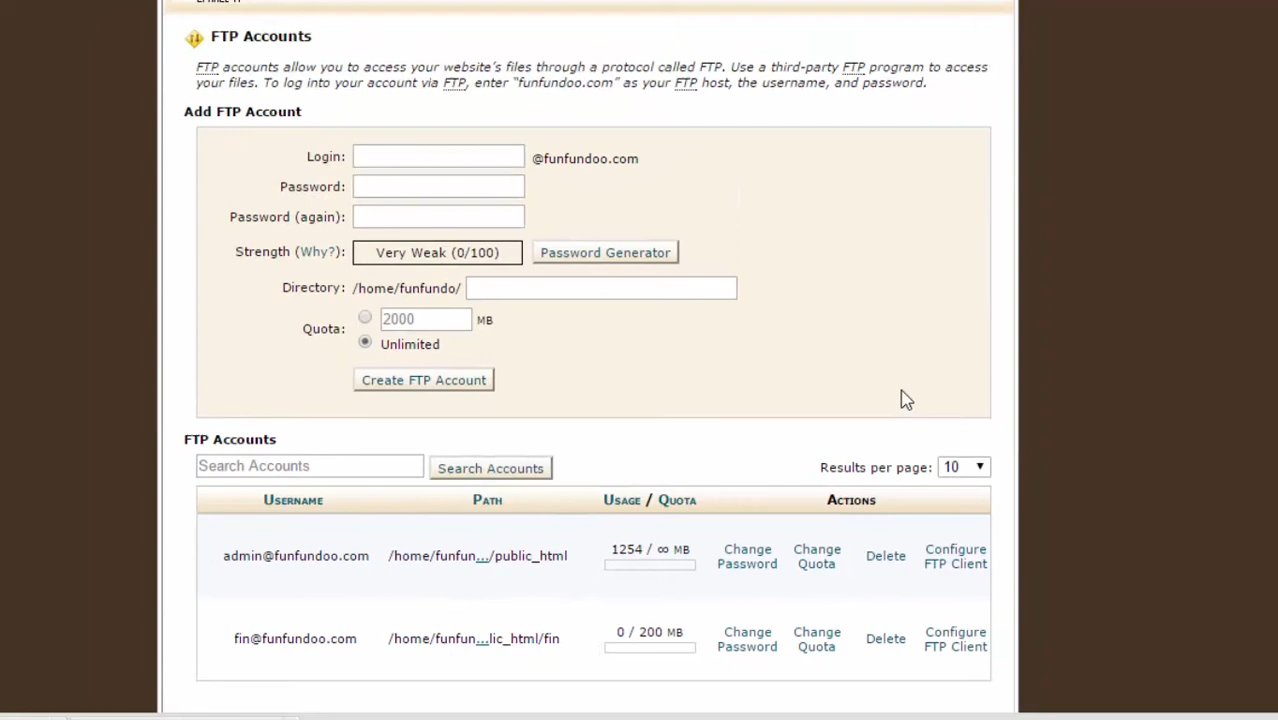 FTP Accounts
FTP accounts allow you to access your website's files through a protocol called FTP. Use a third-party FTP program to access
your files. To log into your account via FTP, enter "funfundoo.com" as your FTP host, the username, and password.
Add FTP Account
Login: @funfundoo.com
Password:
Password (again):
Strength (Why?): Very Weak (0/100) Password Generator
Directory: /home/funfundo/
Quota: 2000 MB
Unlimited
Create FTP Account
FTP Accounts
Search Accounts Search Accounts Results per page: 10
Username Path Usage / Quota Actions
admin@funfundoo.com /home/funfun.../public_html 1254 / ∞ MB Change Password Change Quota Delete Configure FTP Client
fin@funfundoo.com /home/funfun...lic_html/fin 0 / 200 MB Change Password Change Quota Delete Configure FTP Client